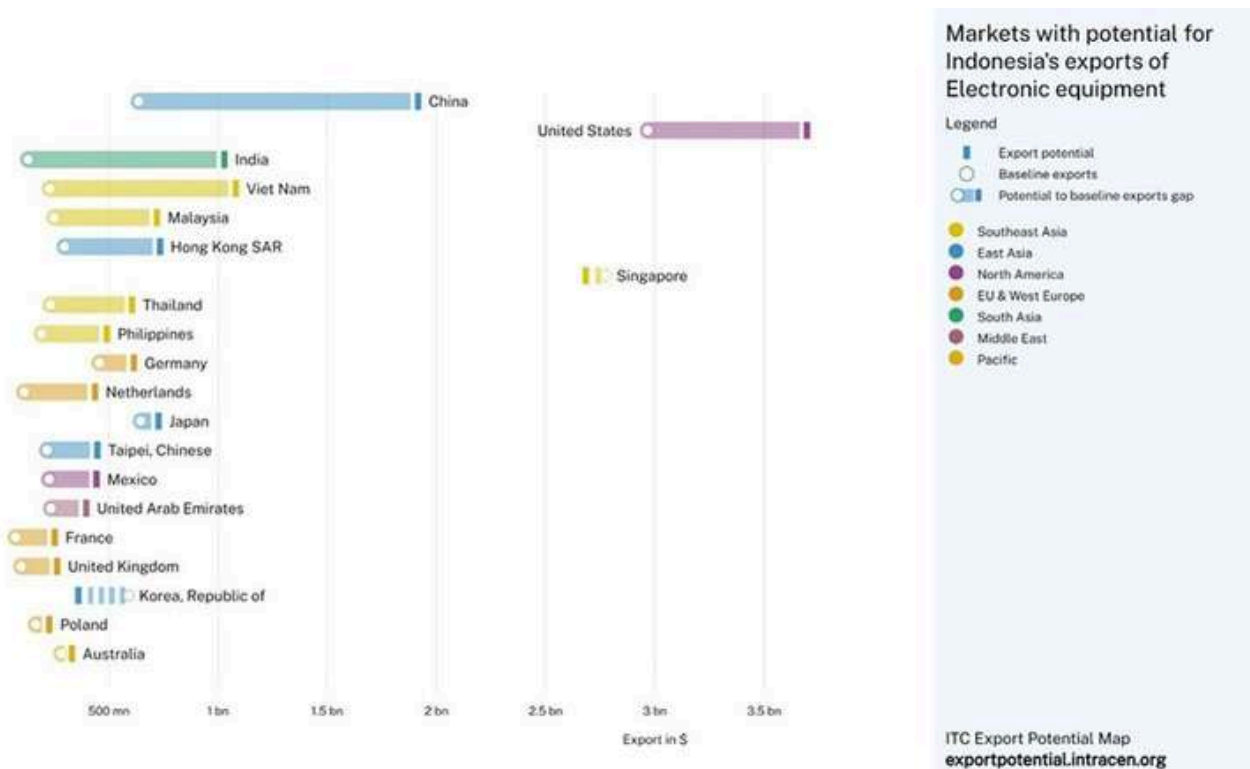 China
United States
India
Viet Nam
Malaysia
Hong Kong SAR
Singapore
Thailand
Philippines
Germany
Netherlands
Japan
Taipei, Chinese
Mexico
United Arab Emirates
France
United Kingdom
Korea, Republic of
Poland
Australia
500 mn 1 bn 1.5 bn 2 bn 2.5 bn 3 bn 3.5 bn
Export in $
Markets with potential for
Indonesia's exports of
Electronic equipment
Legend
Export potential
Baseline exports
Potential to baseline exports gap
Southeast Asia
East Asia
North America
EU & West Europe
South Asia
Middle East
Pacific
ITC Export Potential Map
exportpotential.intracen.org